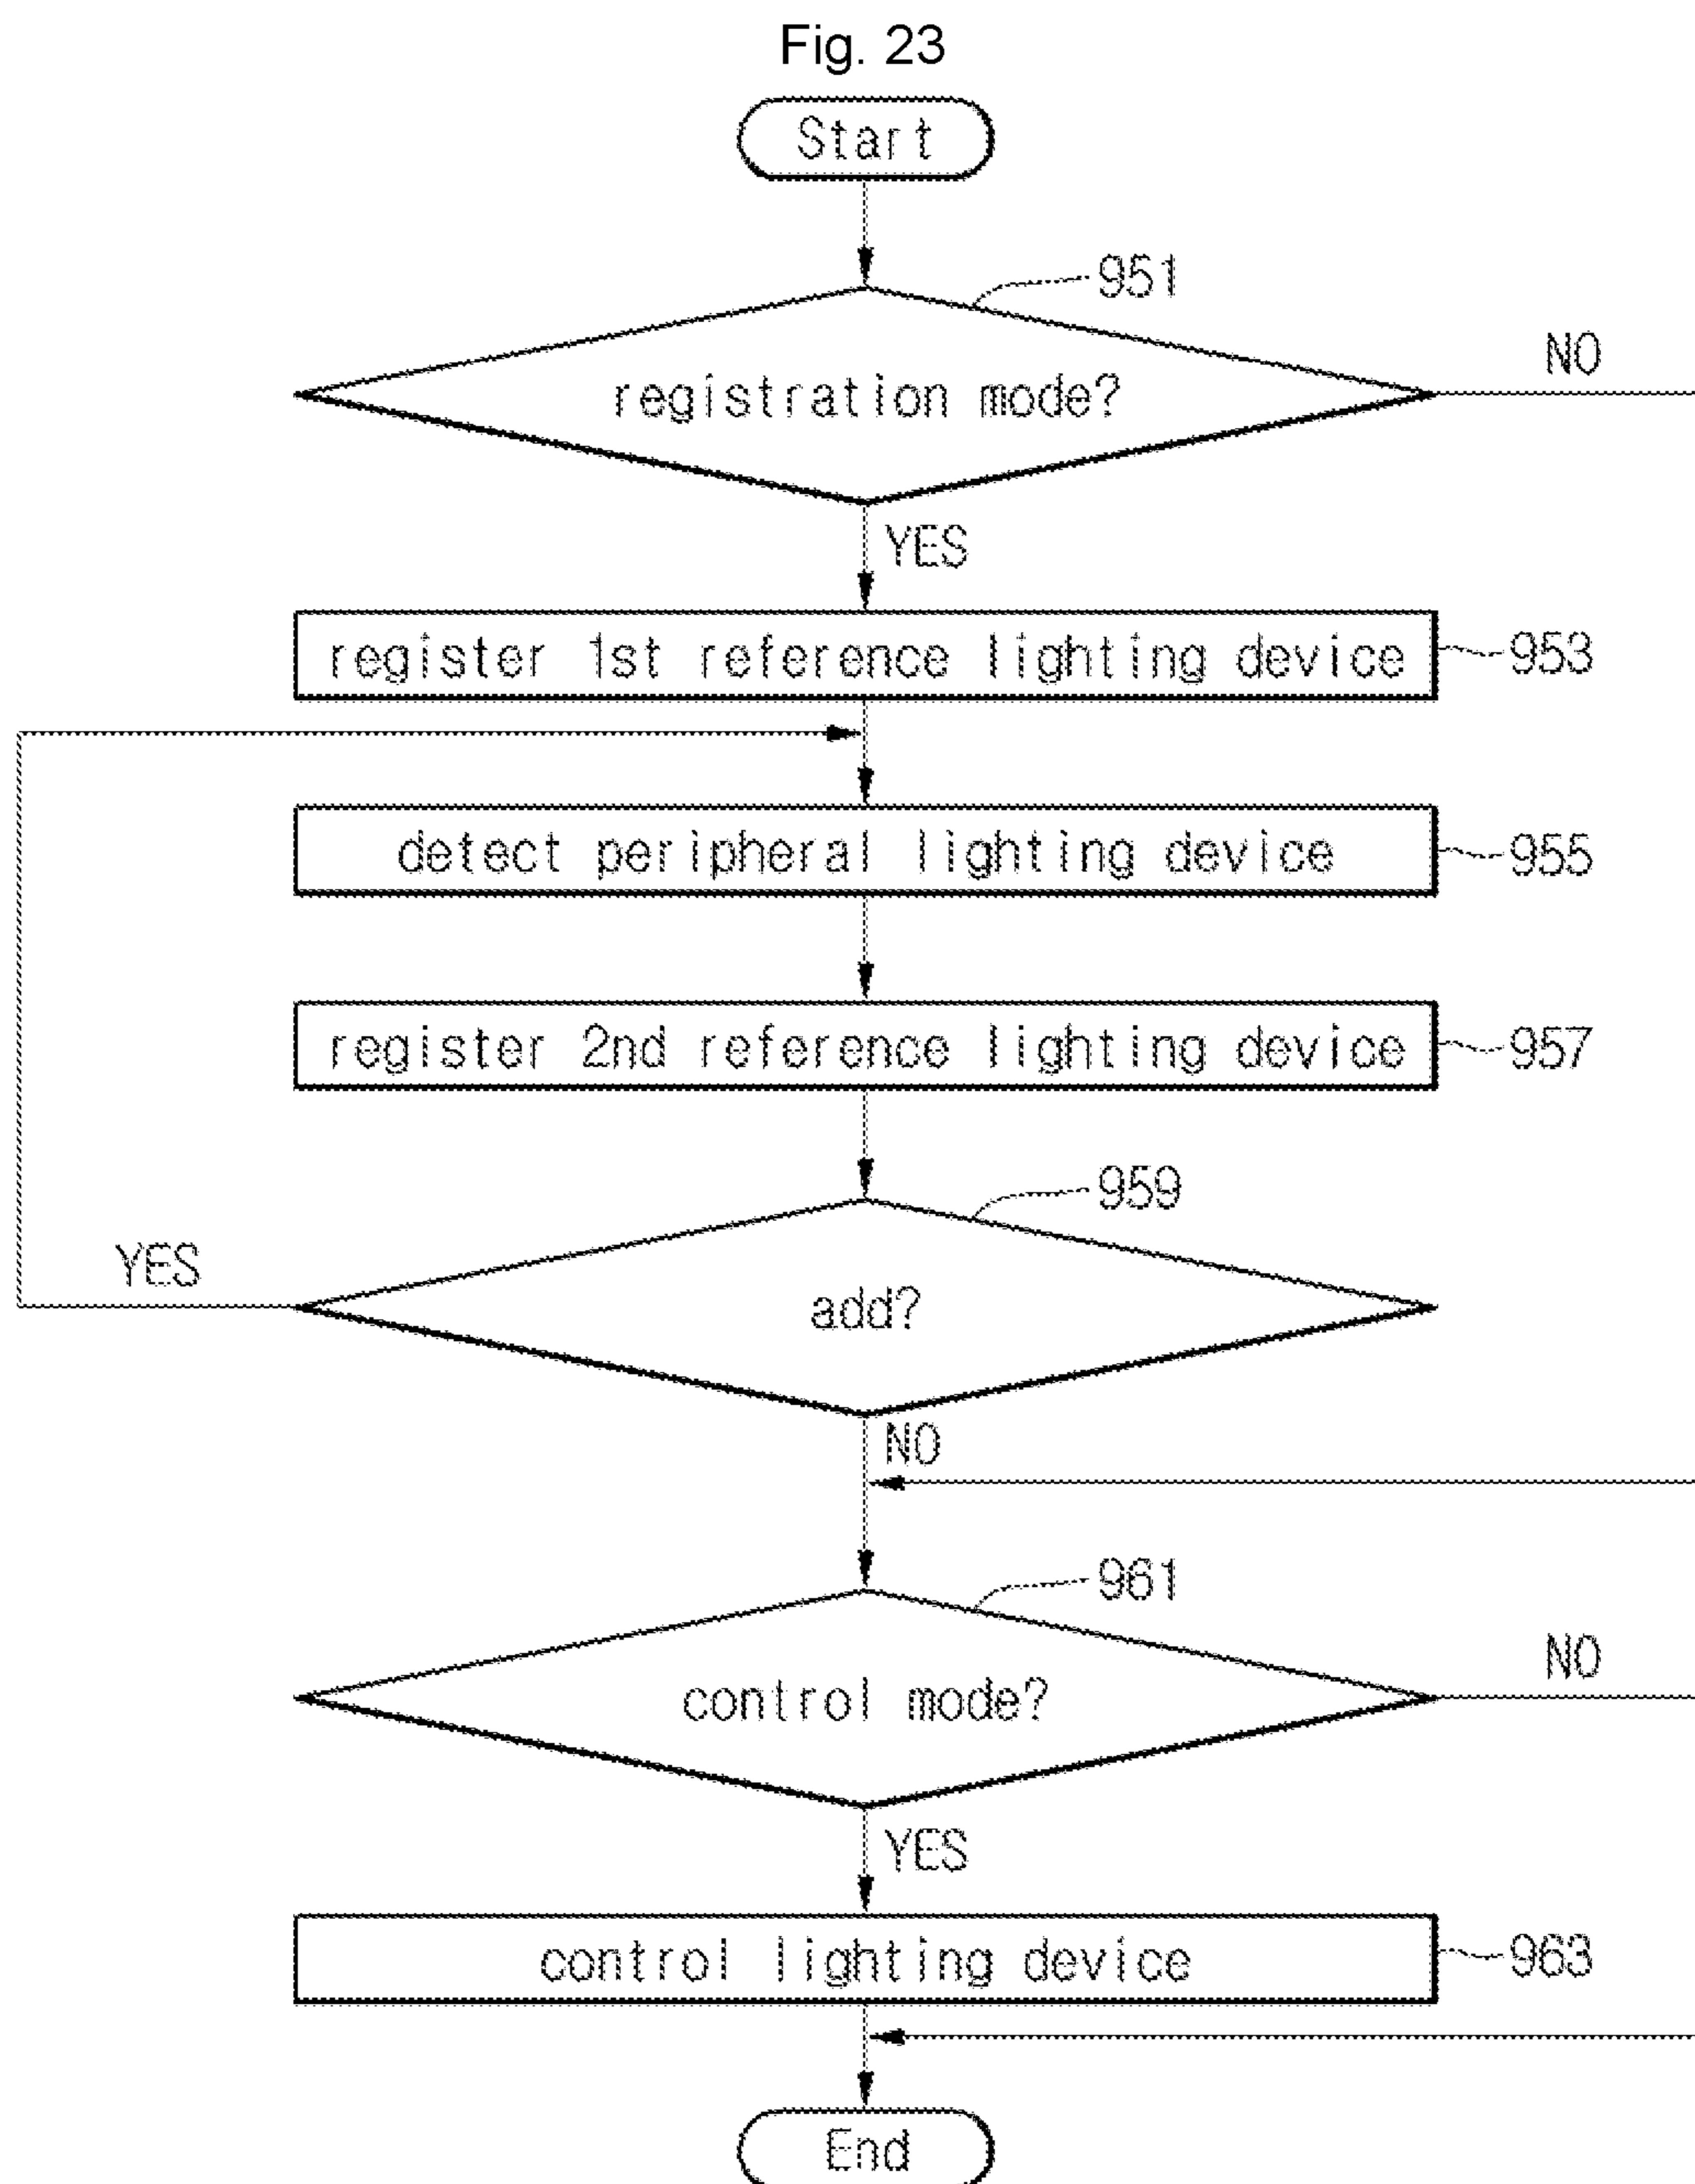 Fig. 23
Start
951
registration mode?
NO
YES
register 1st reference lighting device
953
detect peripheral lighting device
955
register 2nd reference lighting device
957
959
YES
add?
NO
961
control mode?
NO
YES
control lighting device
963
End